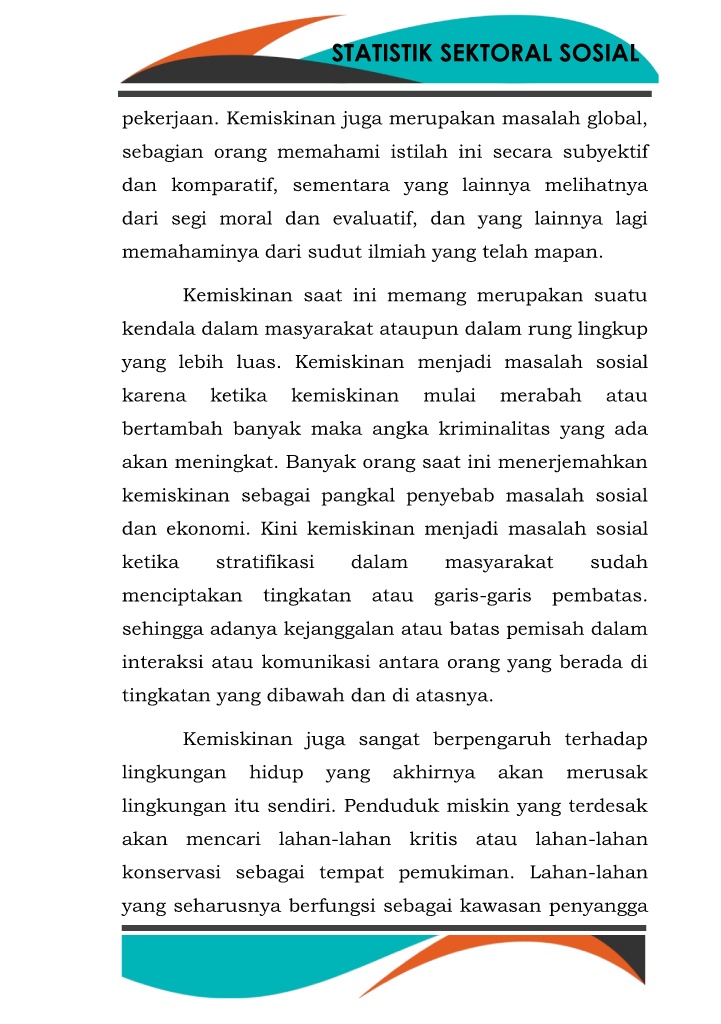 STATISTIK SEKTORAL SOSIAL
pekerjaan. Kemiskinan juga merupakan masalah global,
sebagian orang memahami istilah ini secara subyektif
dan komparatif, sementara yang lainnya melihatnya
dari segi moral dan evaluatif, dan yang lainnya lagi
memahaminya dari sudut ilmiah yang telah mapan.
Kemiskinan saat ini memang merupakan suatu
kendala dalam masyarakat ataupun dalam rung lingkup
yang lebih luas. Kemiskinan menjadi masalah sosial
karena ketika kemiskinan mulai merabah atau
bertambah banyak maka angka kriminalitas yang ada
akan meningkat. Banyak orang saat ini menerjemahkan
kemiskinan sebagai pangkal penyebab masalah sosial
dan ekonomi. Kini kemiskinan menjadi masalah sosial
ketika stratifikasi dalam masyarakat sudah
menciptakan tingkatan atau garis-garis pembatas.
sehingga adanya kejanggalan atau batas pemisah dalam
interaksi atau komunikasi antara orang yang berada di
tingkatan yang dibawah dan di atasnya.
Kemiskinan juga sangat berpengaruh terhadap
lingkungan hidup yang akhirnya akan merusak
lingkungan itu sendiri. Penduduk miskin yang terdesak
akan mencari lahan-lahan kritis atau lahan-lahan
konservasi sebagai tempat pemukiman. Lahan-lahan
yang seharusnya berfungsi sebagai kawasan penyangga